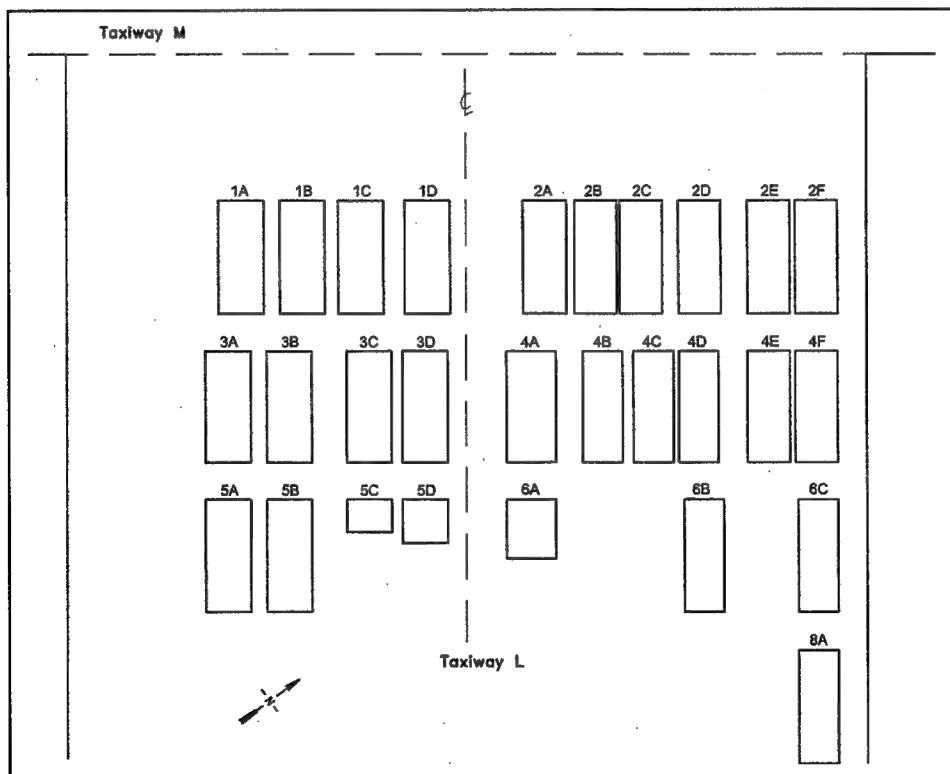 Taxiway M
℄
1A 1B 1C 1D 2A 2B 2C 2D 2E 2F
3A 3B 3C 3D 4A 4B 4C 4D 4E 4F
5A 5B 5C 5D 6A 6B 6C
8A
Taxiway L
N